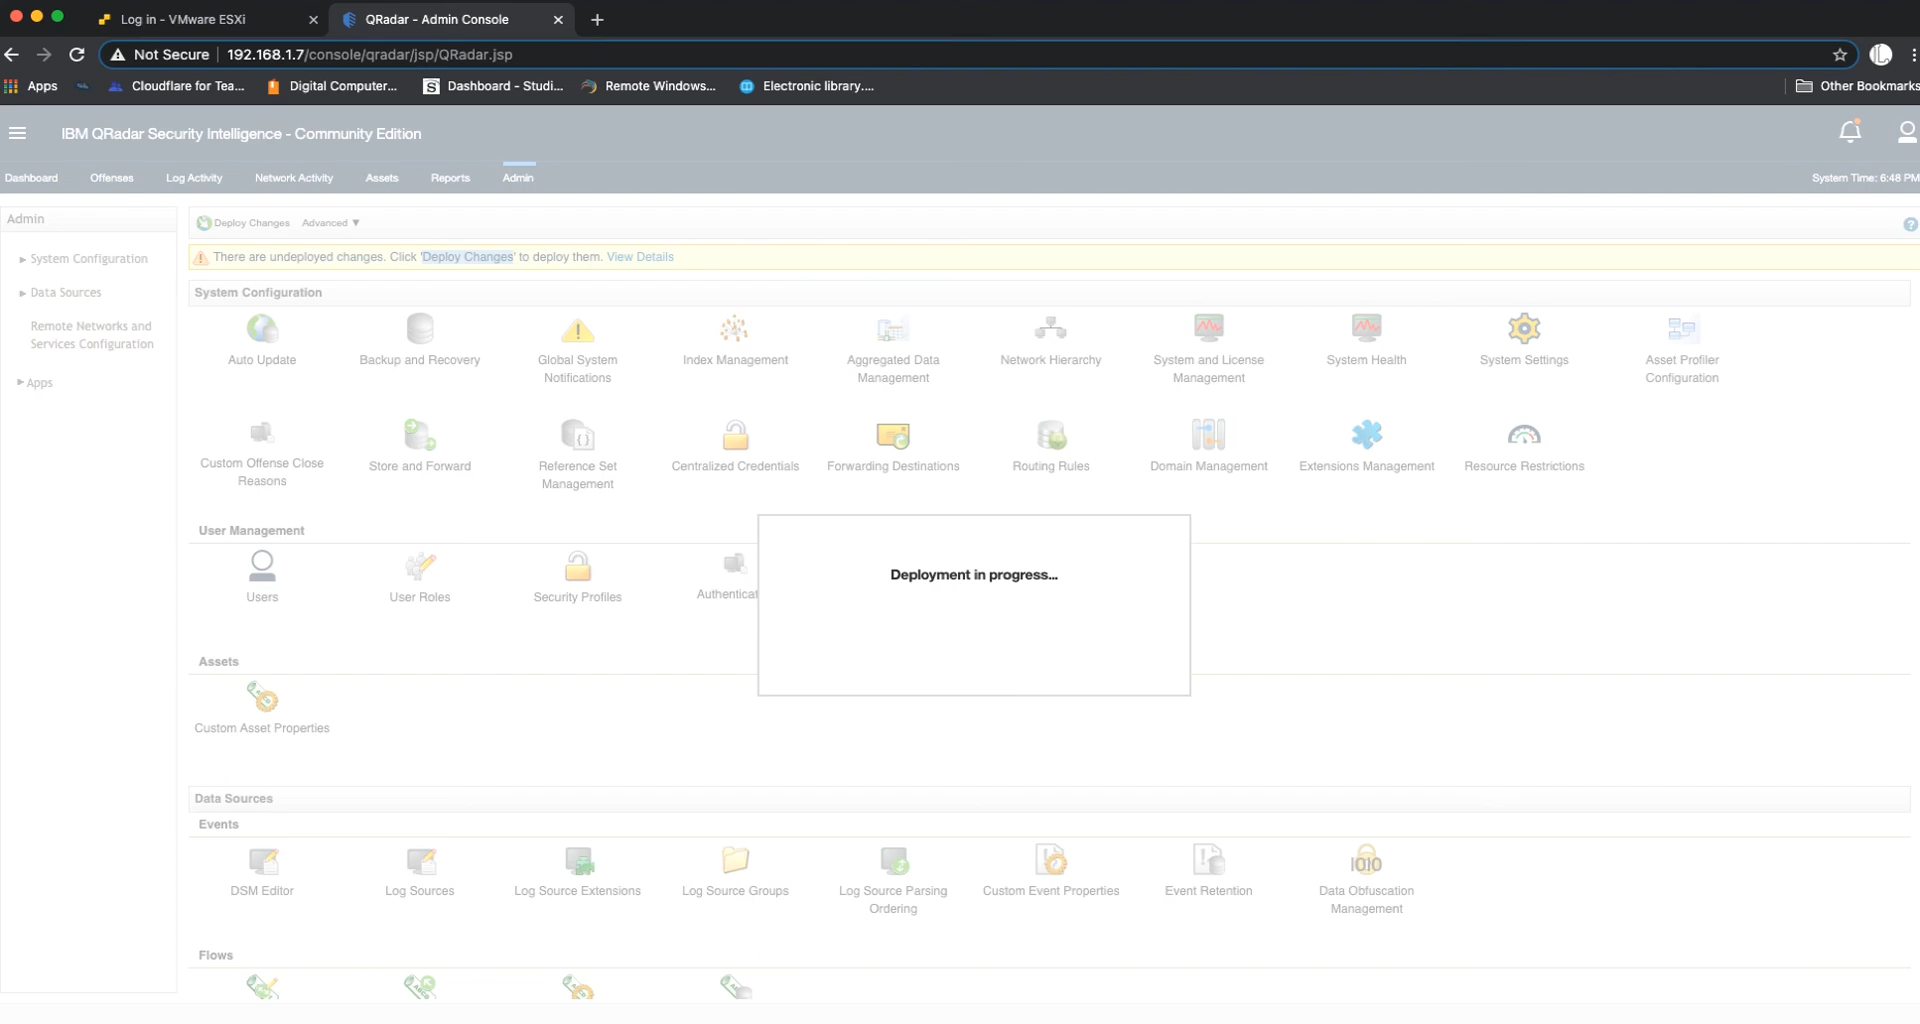 Log in - VMware ESXi
QRadar - Admin Console
Not Secure 192.168.1.7/console/qradar/jsp/QRadar.jsp
Apps Cloudflare for Tea... Digital Computer... Dashboard - Studi... Remote Windows... Electronic library.... Other Bookmarks
IBM QRadar Security Intelligence - Community Edition
Dashboard Offenses Log Activity Network Activity Assets Reports Admin System Time: 6:48 PM
Admin
System Configuration
Data Sources
Remote Networks and
Services Configuration
Apps
Deploy Changes Advanced ▼
There are undeployed changes. Click 'Deploy Changes' to deploy them. View Details
System Configuration
Auto Update
Backup and Recovery
Global System
Notifications
Index Management
Aggregated Data
Management
Network Hierarchy
System and License
Management
System Health
System Settings
Asset Profiler
Configuration
Custom Offense Close
Reasons
Store and Forward
Reference Set
Management
Centralized Credentials
Forwarding Destinations
Routing Rules
Domain Management
Extensions Management
Resource Restrictions
User Management
Users
User Roles
Security Profiles
Authenticat
Deployment in progress...
Assets
Custom Asset Properties
Data Sources
Events
DSM Editor
Log Sources
Log Source Extensions
Log Source Groups
Log Source Parsing
Ordering
Custom Event Properties
Event Retention
Data Obfuscation
Management
Flows